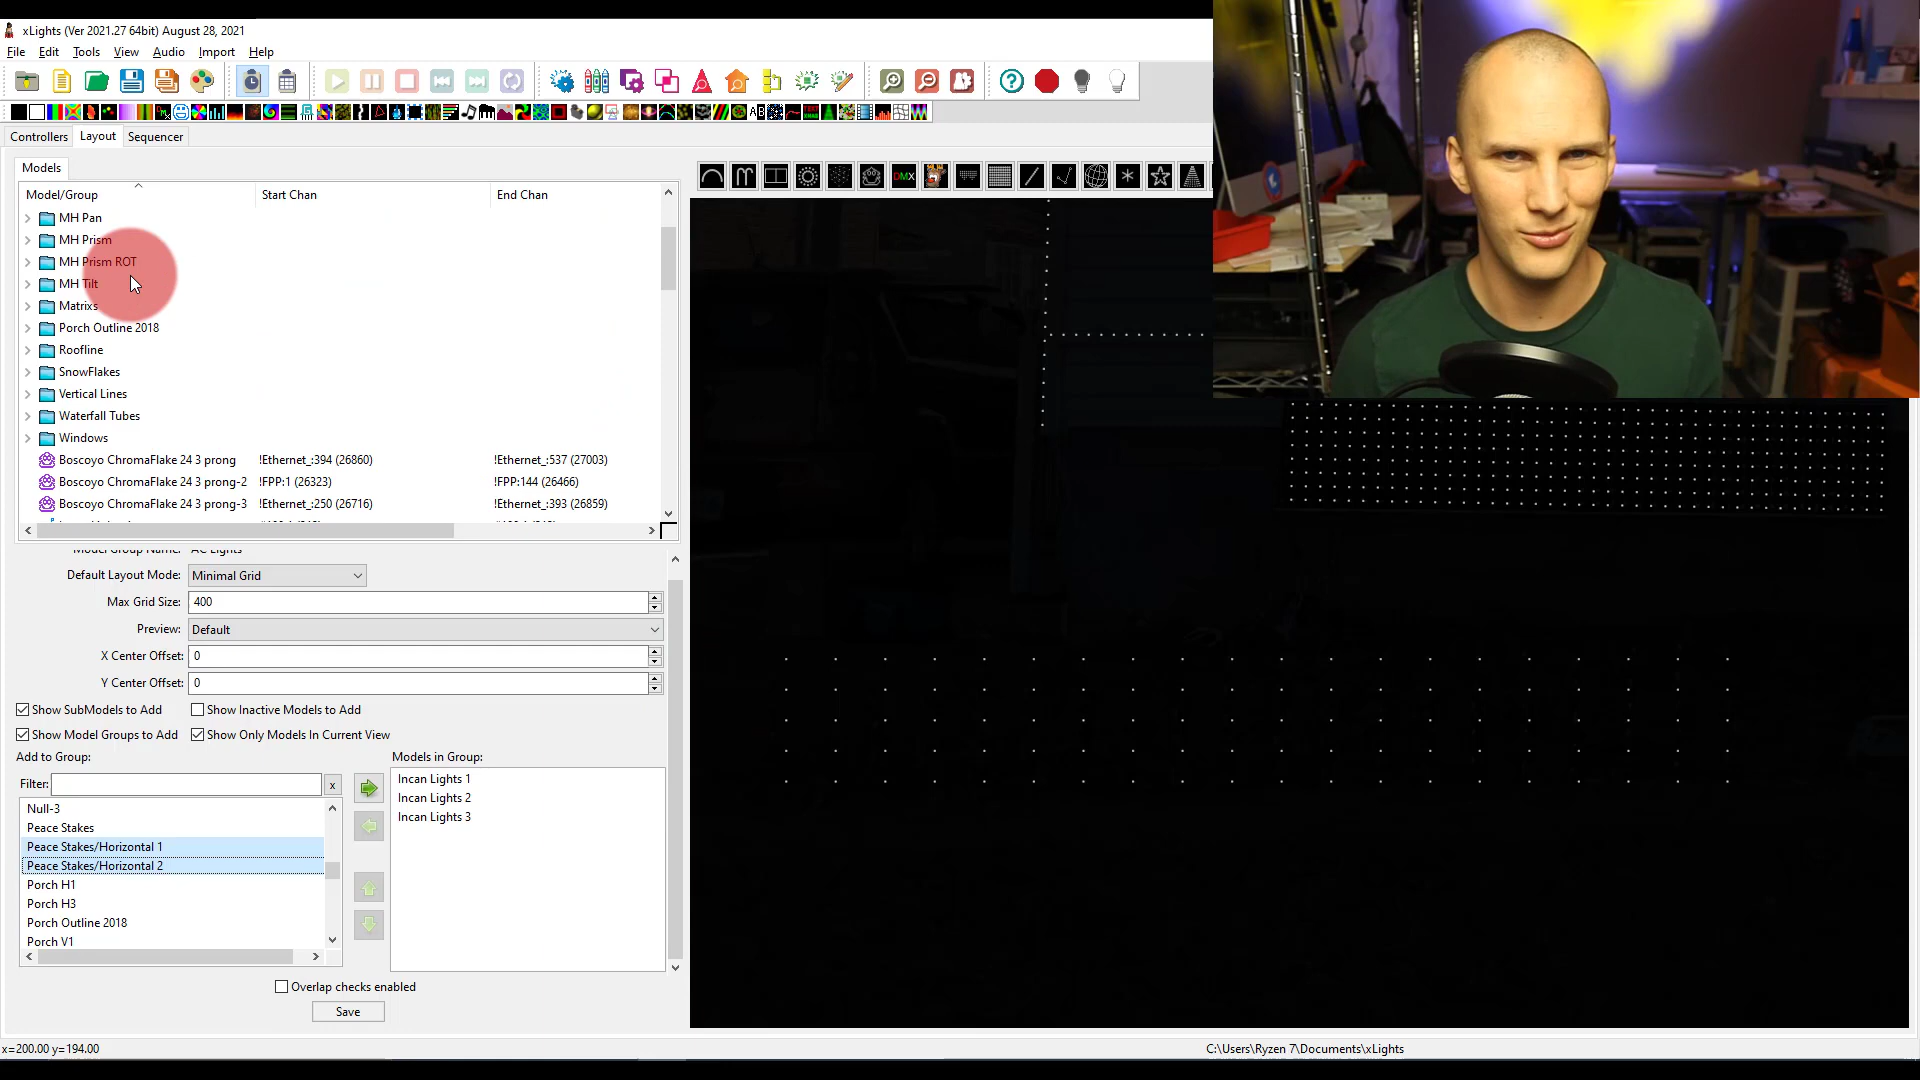 xLights (Ver 2021.27 64bit) August 28, 2021
File Edit Tools View Audio Import Help
Controllers Layout Sequencer
Models
Model/Group Start Chan End Chan
DMX
MH Pan
MH Prism
MH Prism ROT
MH Tilt
Matrixs
Porch Outline 2018
Roofline
SnowFlakes
Vertical Lines
Waterfall Tubes
Windows
Boscoyo ChromaFlake 24 3 prong !Ethernet_:394 (26860) !Ethernet_:537 (27003)
Boscoyo ChromaFlake 24 3 prong-2 !FPP:1 (26323) !FPP:144 (26466)
Boscoyo ChromaFlake 24 3 prong-3 !Ethernet_:250 (26716) !Ethernet_:393 (26859)
Model Group Name: AC Lights
Default Layout Mode: Minimal Grid
Max Grid Size: 400
Preview: Default
X Center Offset: 0
Y Center Offset: 0
Show SubModels to Add Show Inactive Models to Add
Show Model Groups to Add Show Only Models In Current View
Add to Group: Models in Group:
Filter: x
Null-3
Peace Stakes
Peace Stakes/Horizontal 1
Peace Stakes/Horizontal 2
Porch H1
Porch H3
Porch Outline 2018
Porch V1
Incan Lights 1
Incan Lights 2
Incan Lights 3
Overlap checks enabled
Save
x=200.00 y=194.00 C:\Users\Ryzen 7\Documents\xLights